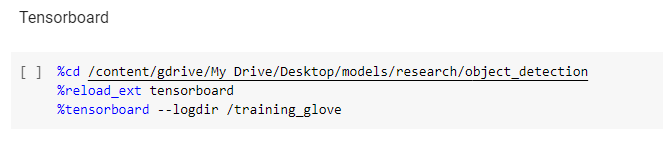 Tensorboard
[ ] %cd /content/gdrive/My Drive/Desktop/models/research/object_detection
%reload_ext tensorboard
%tensorboard --logdir /training_glove